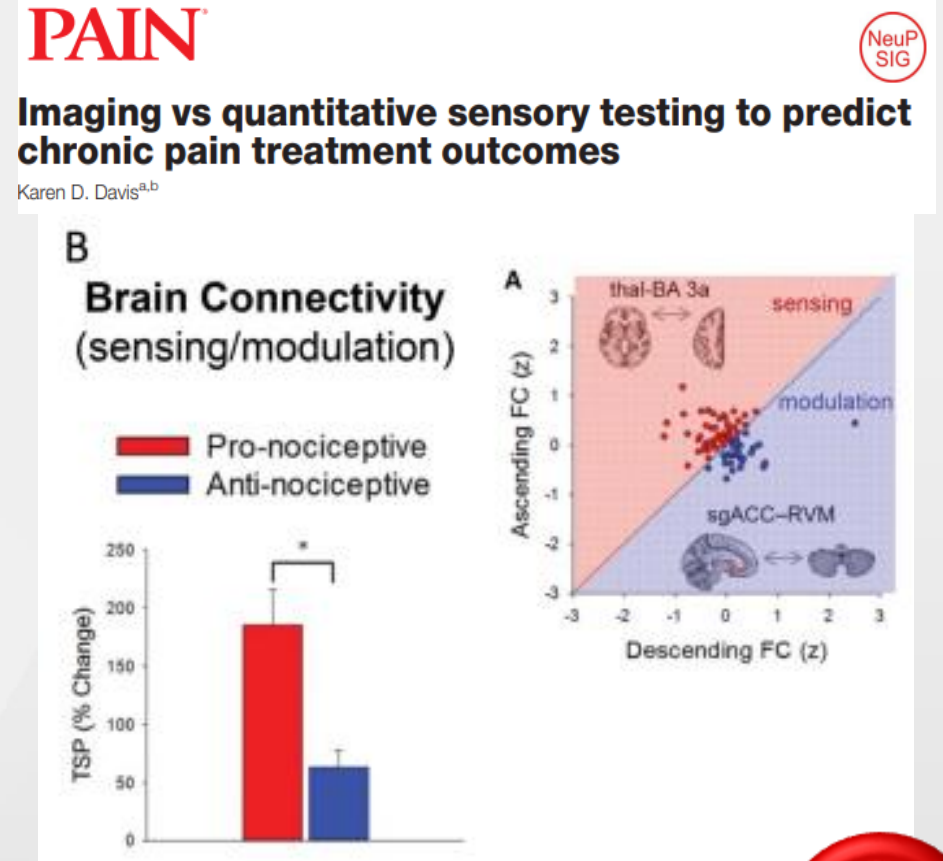 PAIN
NeuP
SIG
Imaging vs quantitative sensory testing to predict
chronic pain treatment outcomes
Karen D. Davisa,b
B
Brain Connectivity
(sensing/modulation)
Pro-nociceptive
Anti-nociceptive
TSP (% Change)
250
200
150
100
50
0
*
A
thal-BA 3a
sensing
modulation
sgACC–RVM
Ascending FC (z)
3
2
1
0
-1
-2
-3
-3 -2 -1 0 1 2 3
Descending FC (z)